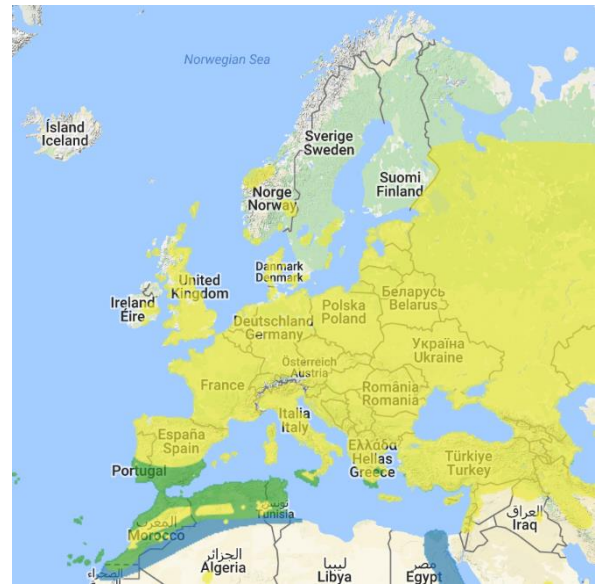 Norwegian Sea
Ísland
Iceland
Sverige
Sweden
Suomi
Finland
Norge
Norway
Danmark
Denmark
United
Kingdom
Ireland
Éire
Беларусь
Belarus
Polska
Poland
Deutschland
Germany
Україна
Ukraine
Österreich
Austria
France
România
Romania
Italia
Italy
España
Spain
Ελλάδα
Hellas
Greece
Türkiye
Turkey
Portugal
تونس
Tunisia
العراق
Iraq
المغرب
Morocco
الجزائر
Algeria
ليبيا
Libya
مصر
Egypt
الصحراء